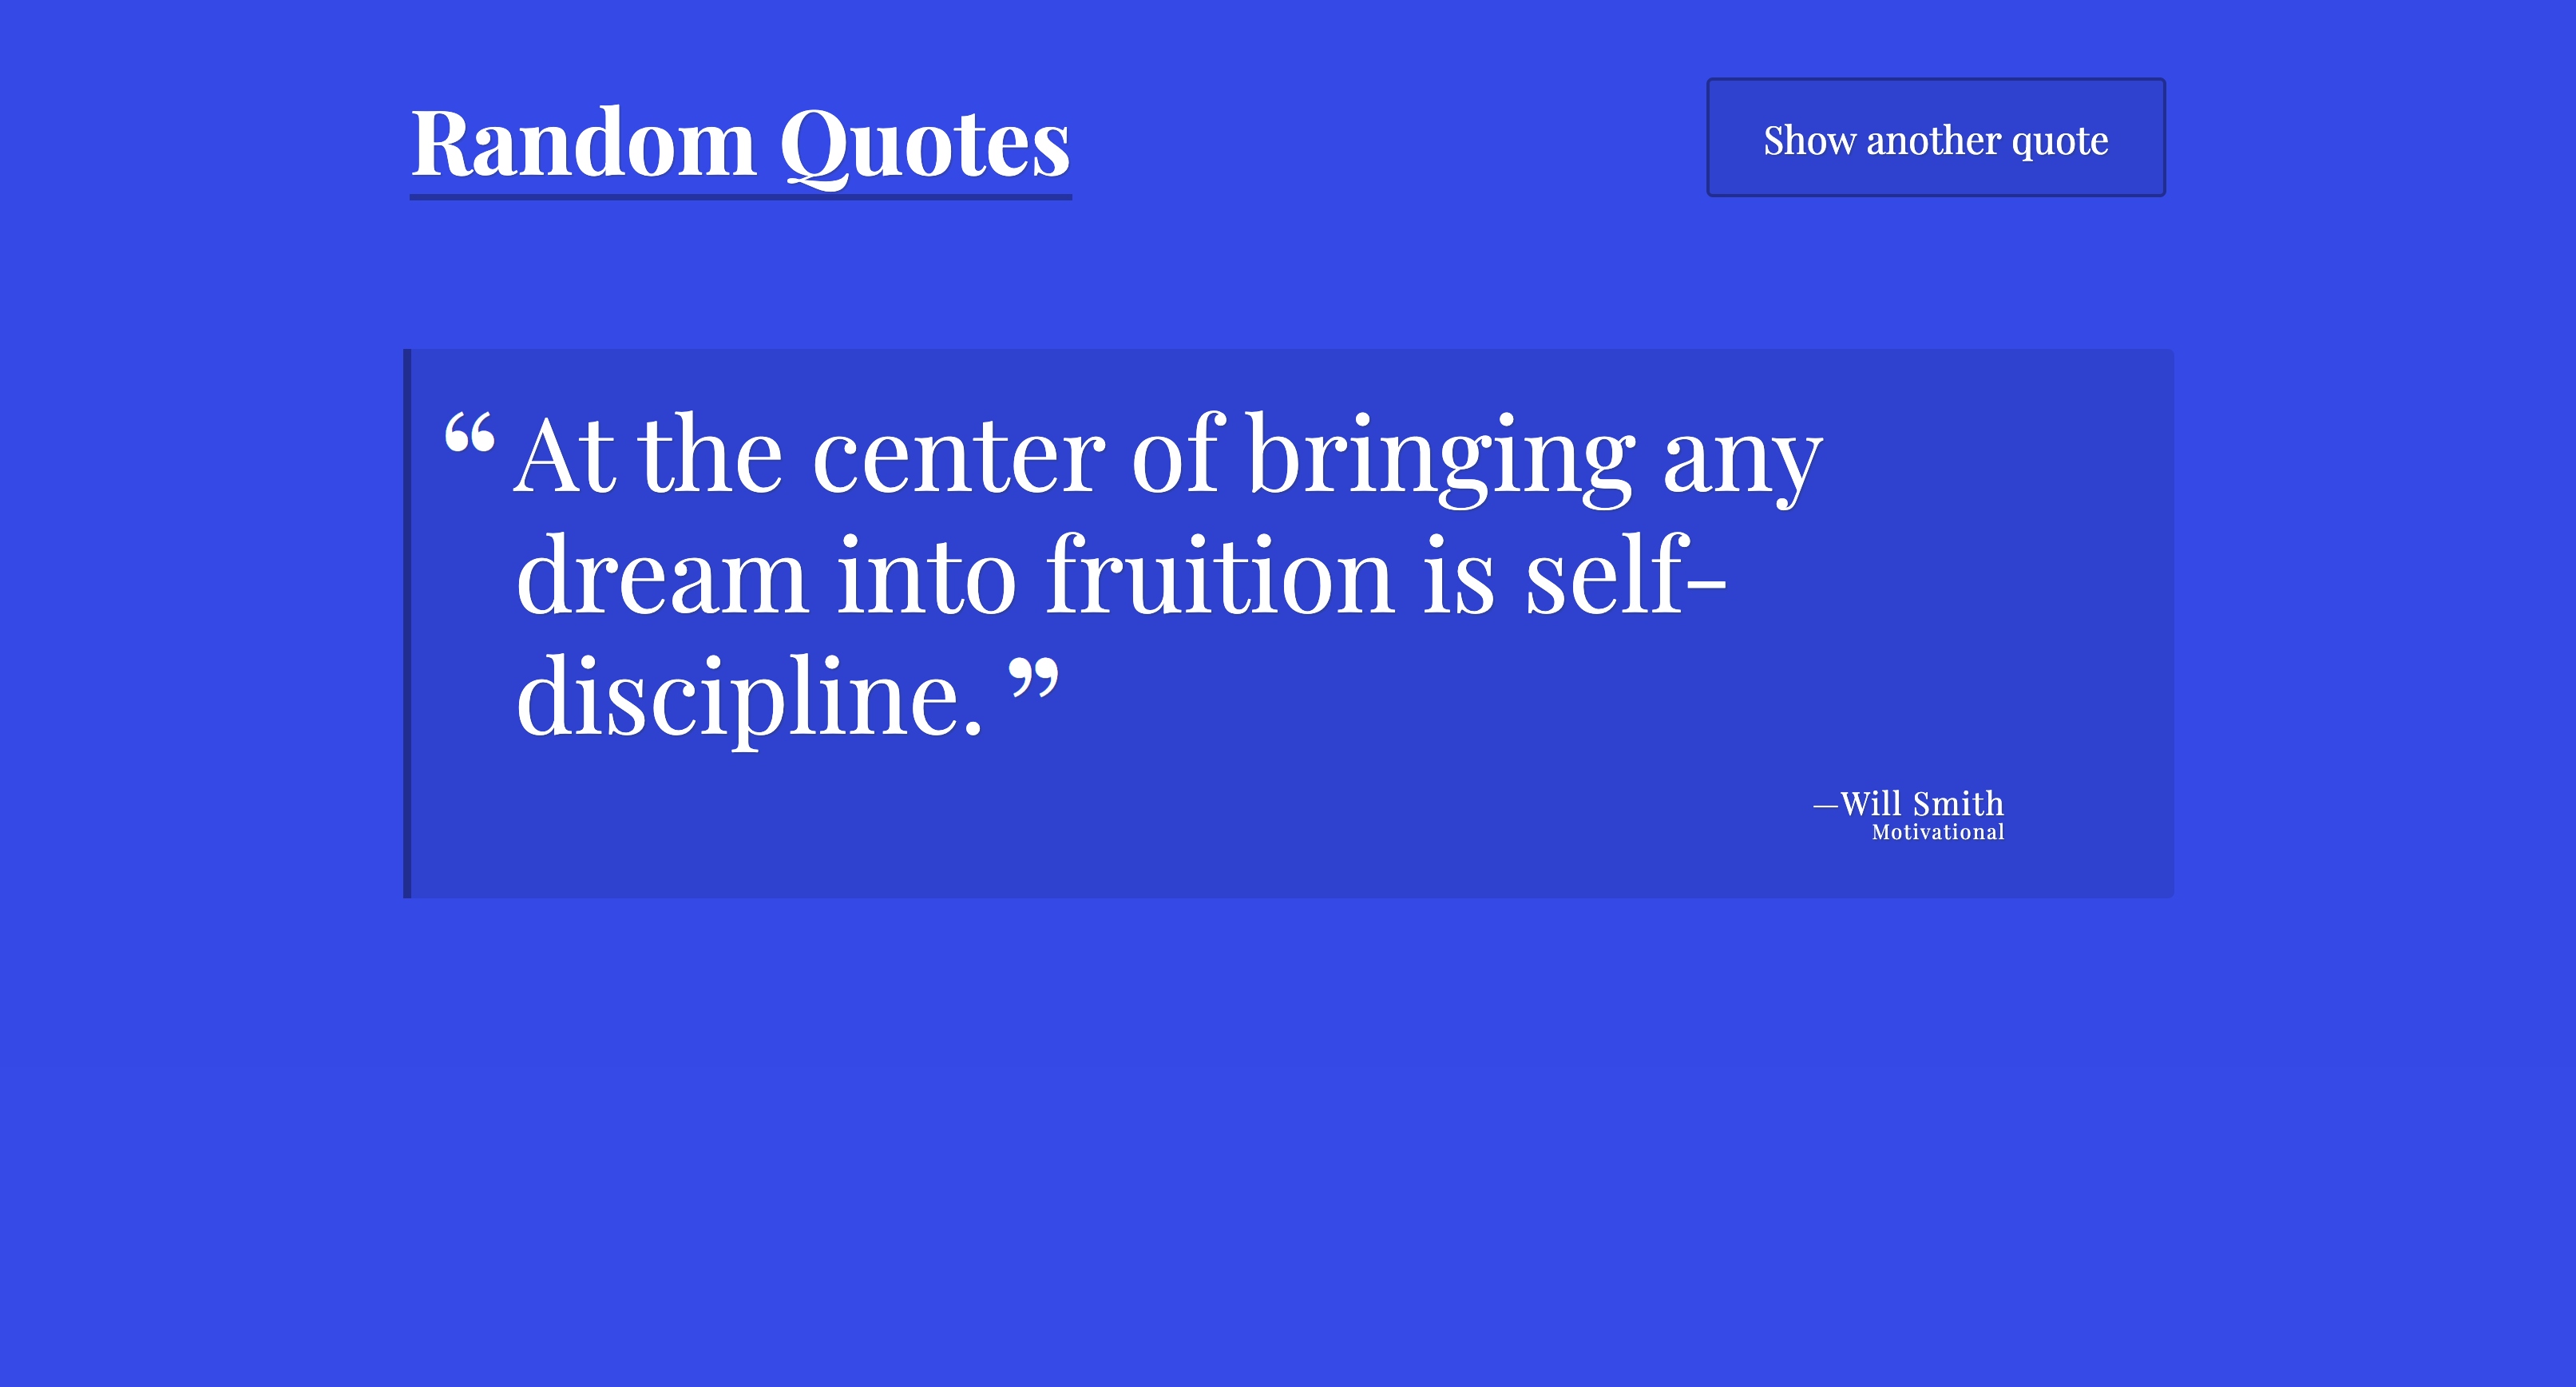 Random Quotes
Show another quote
“At the center of bringing any
dream into fruition is self-
discipline.”
—Will Smith
Motivational